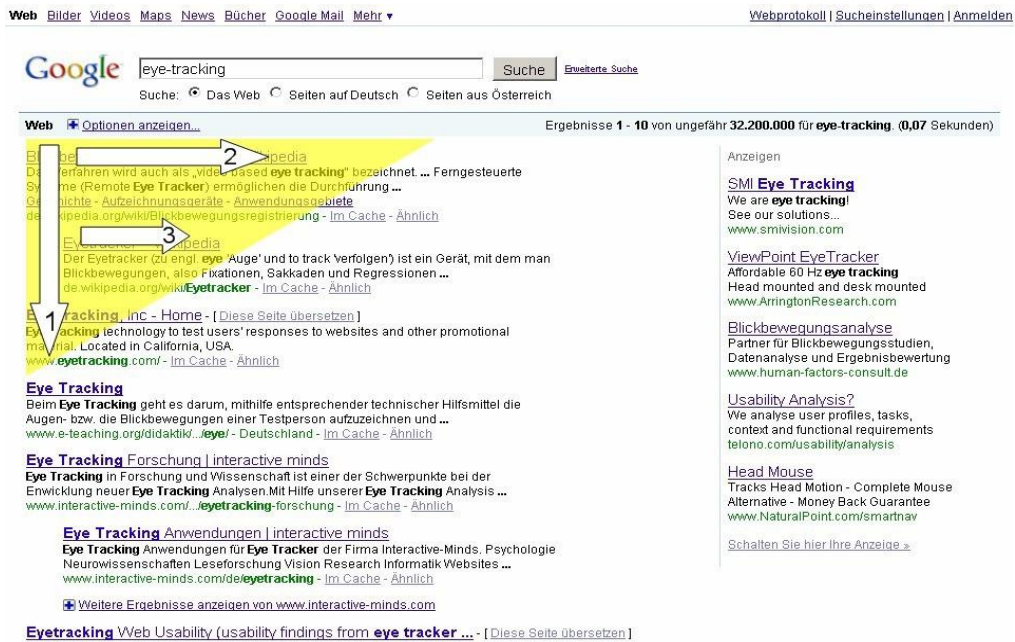 Web Bilder Videos Maps News Bücher Google Mail Mehr ▾
Webprotokoll | Sucheinstellungen | Anmelden
Google eye-tracking Suche Erweiterte Suche
Suche: Das Web Seiten auf Deutsch Seiten aus Österreich
Web Optionen anzeigen...
Ergebnisse 1 - 10 von ungefähr 32.200.000 für eye-tracking. (0,07 Sekunden)
2
wird auch als „video based eye tracking" bezeichnet. ... Ferngesteuerte
(Remote Eye Tracker) ermöglichen die Durchführung ...
- Aufzeichnungsgeräte - Anwendungsgebiete
de.wikipedia.org/wiki/Blickbewegungsregistrierung - Im Cache - Ähnlich
3
Eyetracker – Wikipedia
Der Eyetracker (zu engl. eye 'Auge' und to track 'verfolgen') ist ein Gerät, mit dem man
Blickbewegungen, also Fixationen, Sakkaden und Regressionen ...
de.wikipedia.org/wiki/Eyetracker - Im Cache - Ähnlich
1
Inc - Home - [ Diese Seite übersetzen ]
technology to test users' responses to websites and other promotional
material. Located in California, USA.
www.eyetracking.com/ - Im Cache - Ähnlich
Eye Tracking
Beim Eye Tracking geht es darum, mithilfe entsprechender technischer Hilfsmittel die
Augen- bzw. die Blickbewegungen einer Testperson aufzuzeichnen und ...
www.e-teaching.org/didaktik/.../eye/ - Deutschland - Im Cache - Ähnlich
Eye Tracking Forschung | interactive minds
Eye Tracking in Forschung und Wissenschaft ist einer der Schwerpunkte bei der
Enwicklung neuer Eye Tracking Analysen.Mit Hilfe unserer Eye Tracking Analysis ...
www.interactive-minds.com/.../eyetracking-forschung - Im Cache - Ähnlich
Eye Tracking Anwendungen | interactive minds
Eye Tracking Anwendungen für Eye Tracker der Firma Interactive-Minds. Psychologie
Neurowissenschaften Leseforschung Vision Research Informatik Websites ...
www.interactive-minds.com/de/eyetracking - Im Cache - Ähnlich
Weitere Ergebnisse anzeigen von www.interactive-minds.com
Eyetracking Web Usability (usability findings from eye tracker ... - [ Diese Seite übersetzen ]
Anzeigen
SMI Eye Tracking
We are eye tracking!
See our solutions...
www.smivision.com
ViewPoint EyeTracker
Affordable 60 Hz eye tracking
Head mounted and desk mounted
www.ArringtonResearch.com
Blickbewegungsanalyse
Partner für Blickbewegungsstudien,
Datenanalyse und Ergebnisbewertung
www.human-factors-consult.de
Usability Analysis?
We analyse user profiles, tasks,
context and functional requirements
telono.com/usability/analysis
Head Mouse
Tracks Head Motion - Complete Mouse
Alternative - Money Back Guarantee
www.NaturalPoint.com/smartnav
Schalten Sie hier Ihre Anzeige »